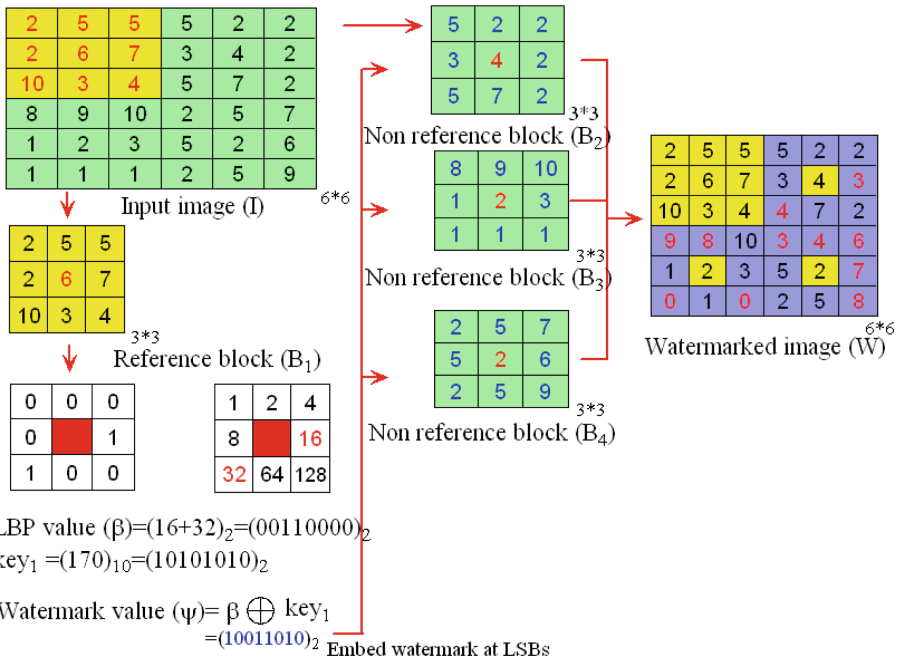 2 5 5 5 2 2
2 6 7 3 4 2
10 3 4 5 7 2
8 9 10 2 5 7
1 2 3 5 2 6
1 1 1 2 5 9
Input image (I) 6*6
2 5 5
2 6 7
10 3 4
3*3
Reference block (B₁)
0 0 0
0 1
1 0 0
1 2 4
8 16
32 64 128
LBP value (β)=(16+32)₂=(00110000)₂
key₁ =(170)₁₀=(10101010)₂
Watermark value (ψ)= β ⊕ key₁
=(10011010)₂
Embed watermark at LSBs
5 2 2
3 4 2
5 7 2
3*3
Non reference block (B₂)
8 9 10
1 2 3
1 1 1
3*3
Non reference block (B₃)
2 5 7
5 2 6
2 5 9
3*3
Non reference block (B₄)
2 5 5 5 2 2
2 6 7 3 4 3
10 3 4 4 7 2
9 8 10 3 4 6
1 2 3 5 2 7
0 1 0 2 5 8
6*6
Watermarked image (W)